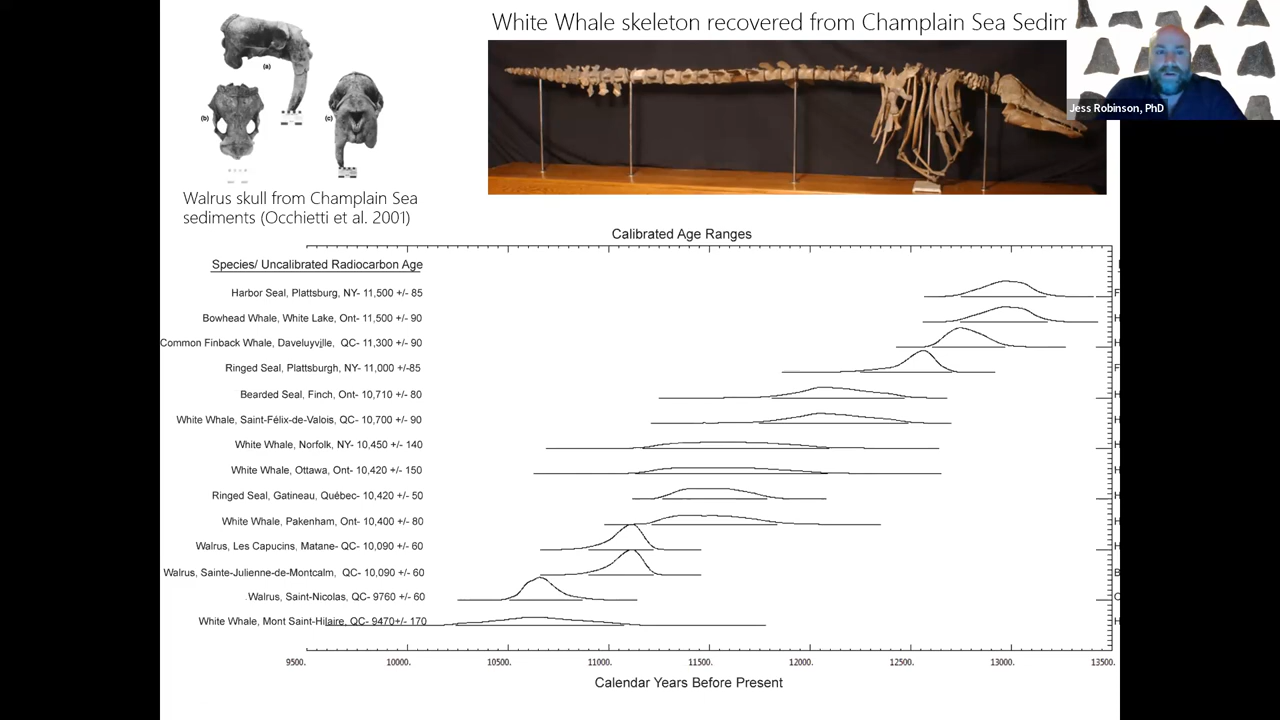 White Whale skeleton recovered from Champlain Sea Sedim
(a)
(b)
(c)
Jess Robinson, PhD
Walrus skull from Champlain Sea
sediments (Occhietti et al. 2001)
Calibrated Age Ranges
Species/ Uncalibrated Radiocarbon Age
Harbor Seal, Plattsburg, NY- 11,500 +/- 85
F
Bowhead Whale, White Lake, Ont- 11,500 +/- 90
H
Common Finback Whale, Daveluyville, QC- 11,300 +/- 90
H
Ringed Seal, Plattsburgh, NY- 11,000 +/-85
F
Bearded Seal, Finch, Ont- 10,710 +/- 80
H
White Whale, Saint-Félix-de-Valois, QC- 10,700 +/- 90
H
White Whale, Norfolk, NY- 10,450 +/- 140
H
White Whale, Ottawa, Ont- 10,420 +/- 150
H
Ringed Seal, Gatineau, Québec- 10,420 +/- 50
H
White Whale, Pakenham, Ont- 10,400 +/- 80
H
Walrus, Les Capucins, Matane- QC- 10,090 +/- 60
H
Walrus, Sainte-Julienne-de-Montcalm, QC- 10,090 +/- 60
B
Walrus, Saint-Nicolas, QC- 9760 +/- 60
C
White Whale, Mont Saint-Hilaire, QC- 9470+/- 170
H
9500. 10000. 10500. 11000. 11500. 12000. 12500. 13000. 13500.
Calendar Years Before Present